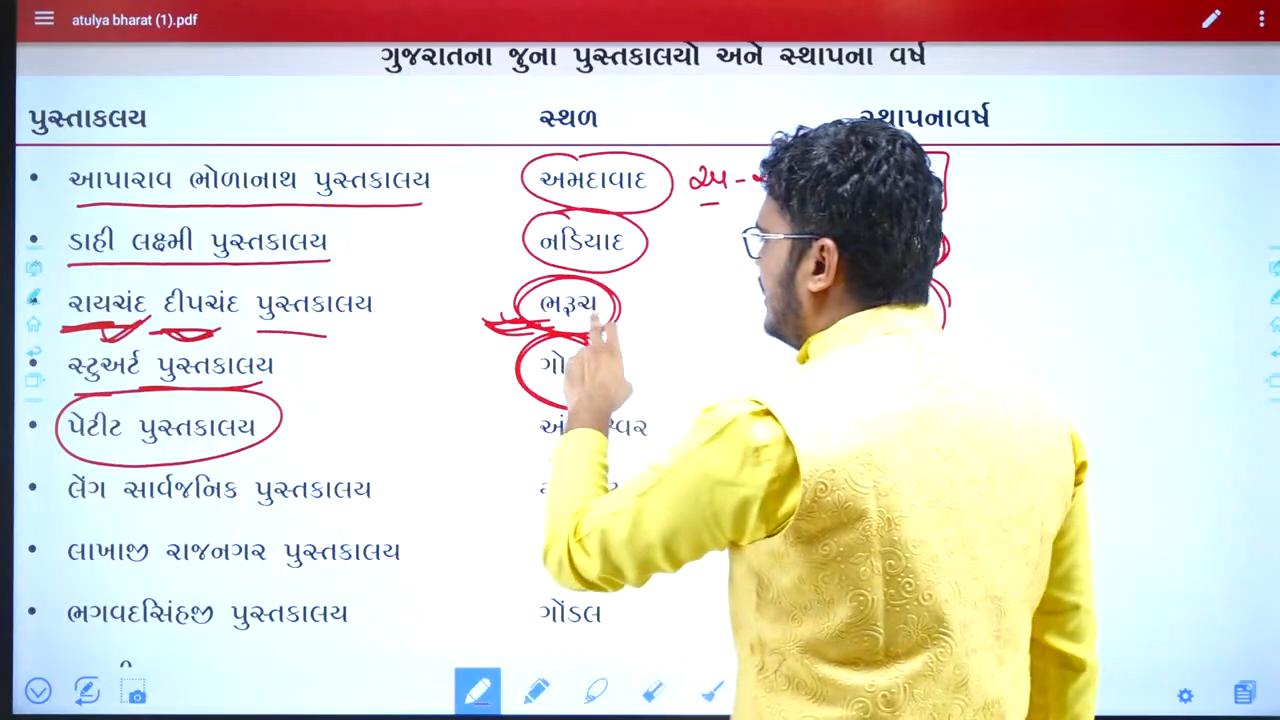 atulya bharat (1).pdf
ગુજરાતના જુના પુસ્તકાલયો અને સ્થાપના વર્ષ
પુસ્તાકલય સ્થળ સ્થાપનાવર્ષ
• આપારાવ ભોળાનાથ પુસ્તકાલય અમદાવાદ
• ડાહી લક્ષ્મી પુસ્તકાલય નડિયાદ
રાયચંદ દીપચંદ પુસ્તકાલય ભરૂચ
• સ્ટુઅર્ટ પુસ્તકાલય
• પેટીટ પુસ્તકાલય
• લેંગ સાર્વજનિક પુસ્તકાલય
• લાખાજી રાજનગર પુસ્તકાલય
• ભગવદસિંહજી પુસ્તકાલય ગોંડલ